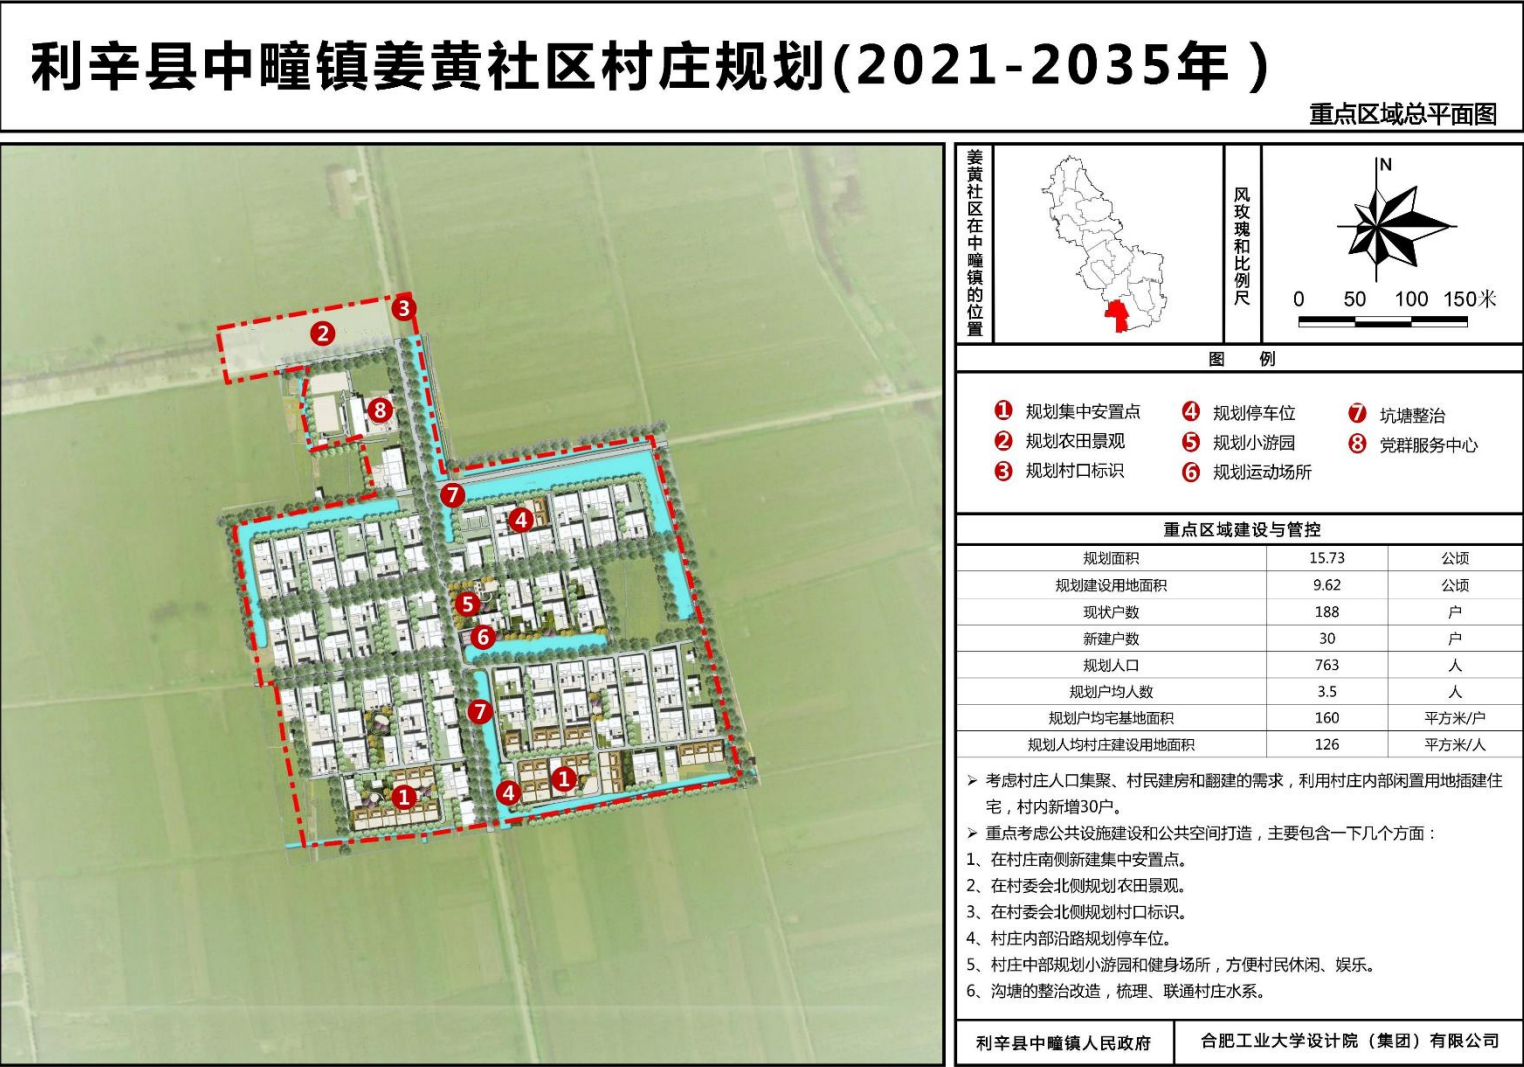 利辛县中疃镇姜黄社区村庄规划(2021-2035年)
重点区域总平面图
姜黄社区在中疃镇的位置
风玫瑰和比例尺
N
0 50 100 150米
图 例
1 规划集中安置点
2 规划农田景观
3 规划村口标识
4 规划停车位
5 规划小游园
6 规划运动场所
7 坑塘整治
8 党群服务中心
3
2
8
7
4
5
6
7
1
4
1
重点区域建设与管控
规划面积 15.73 公顷
规划建设用地面积 9.62 公顷
现状户数 188 户
新建户数 30 户
规划人口 763 人
规划户均人数 3.5 人
规划户均宅基地面积 160 平方米/户
规划人均村庄建设用地面积 126 平方米/人
➢ 考虑村庄人口集聚、村民建房和翻建的需求，利用村庄内部闲置用地插建住
宅，村内新增30户。
➢ 重点考虑公共设施建设和公共空间打造，主要包含一下几个方面：
1、在村庄南侧新建集中安置点。
2、在村委会北侧规划农田景观。
3、在村委会北侧规划村口标识。
4、村庄内部沿路规划停车位。
5、村庄中部规划小游园和健身场所，方便村民休闲、娱乐。
6、沟塘的整治改造，梳理、联通村庄水系。
利辛县中疃镇人民政府
合肥工业大学设计院（集团）有限公司